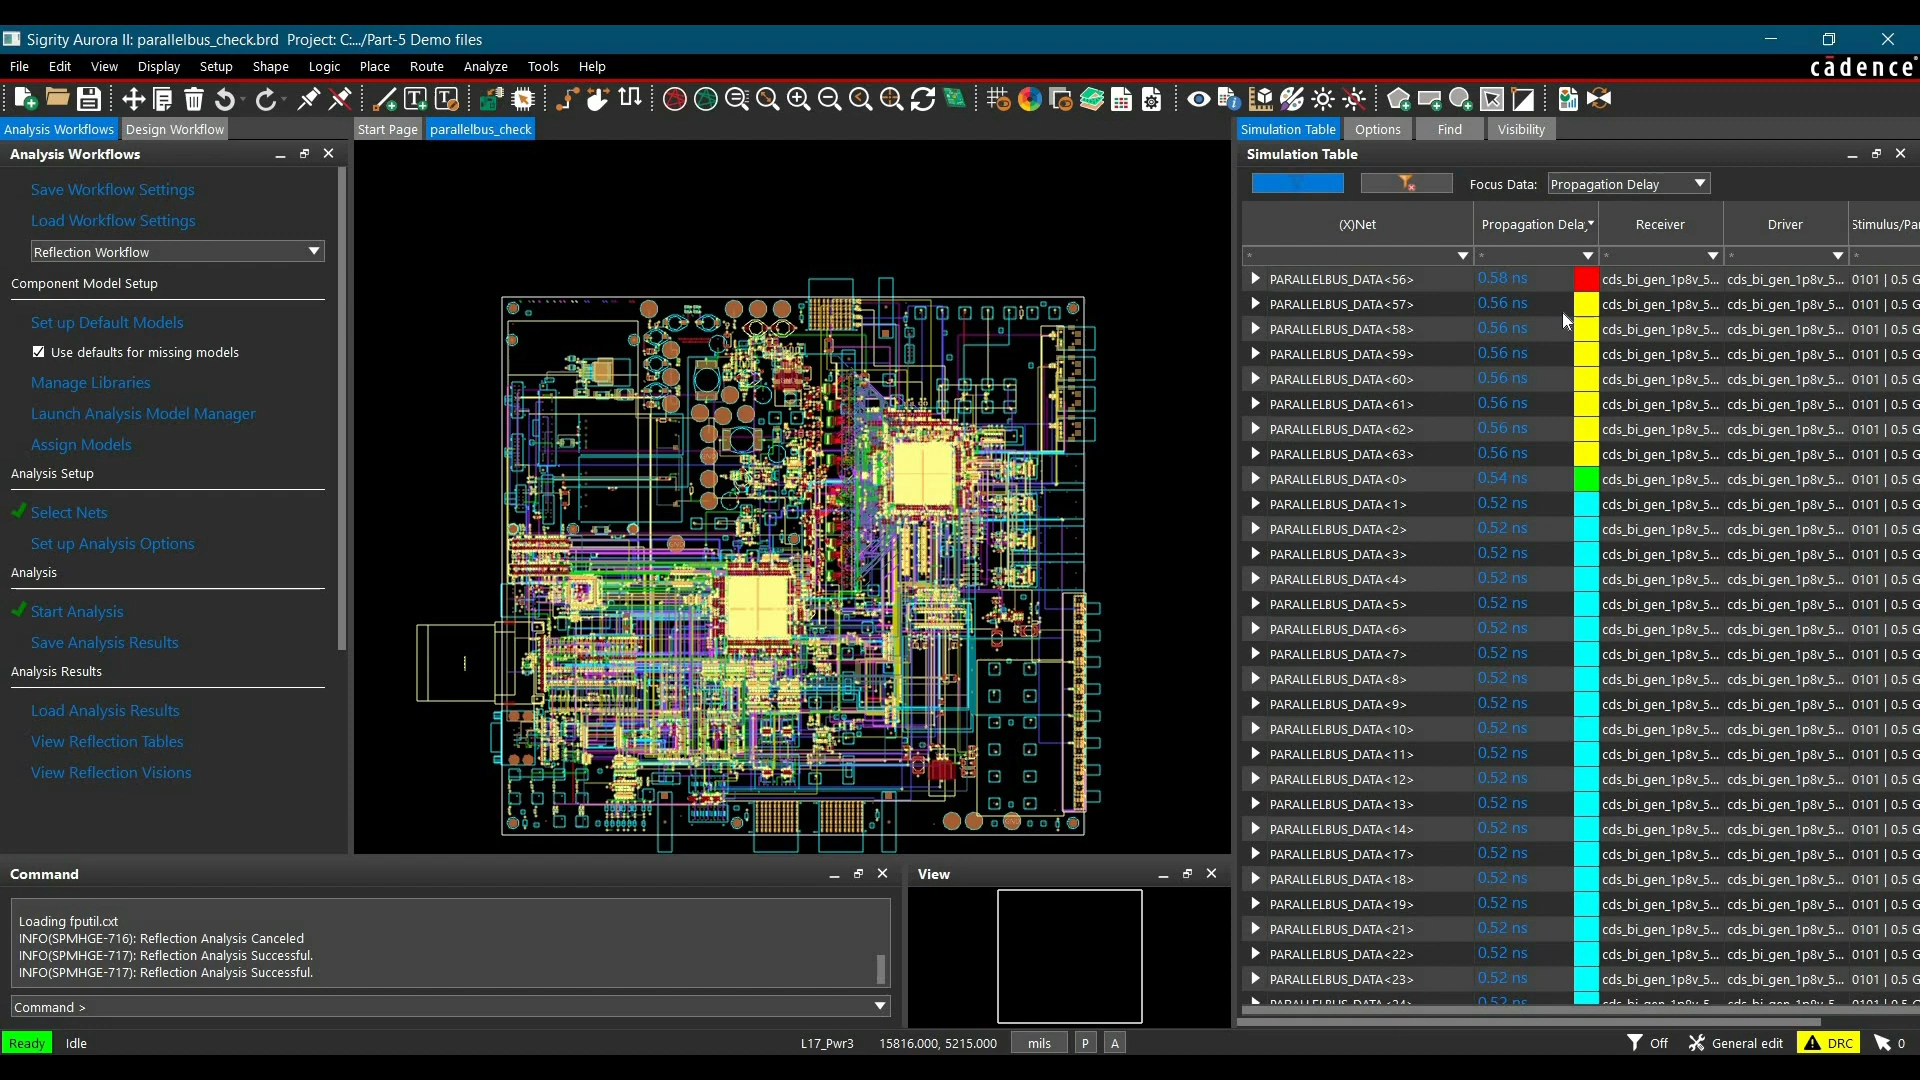 Sigrity Aurora II: parallelbus_check.brd  Project: C:.../Part-5 Demo files
File Edit View Display Setup Shape Logic Place Route Analyze Tools Help
cādence
Analysis Workflows Design Workflow
Start Page parallelbus_check
Simulation Table Options Find Visibility
Analysis Workflows
Save Workflow Settings
Load Workflow Settings
Reflection Workflow
Component Model Setup
Set up Default Models
Use defaults for missing models
Manage Libraries
Launch Analysis Model Manager
Assign Models
Analysis Setup
Select Nets
Set up Analysis Options
Analysis
Start Analysis
Save Analysis Results
Analysis Results
Load Analysis Results
View Reflection Tables
View Reflection Visions
Simulation Table
Focus Data: Propagation Delay
(X)Net Propagation Dela Receiver Driver Stimulus/Pa
* * * * *
PARALLELBUS_DATA<56> 0.58 ns cds_bi_gen_1p8v_5... cds_bi_gen_1p8v_5... 0101 | 0.5 G
PARALLELBUS_DATA<57> 0.56 ns cds_bi_gen_1p8v_5... cds_bi_gen_1p8v_5... 0101 | 0.5 G
PARALLELBUS_DATA<58> 0.56 ns cds_bi_gen_1p8v_5... cds_bi_gen_1p8v_5... 0101 | 0.5 G
PARALLELBUS_DATA<59> 0.56 ns cds_bi_gen_1p8v_5... cds_bi_gen_1p8v_5... 0101 | 0.5 G
PARALLELBUS_DATA<60> 0.56 ns cds_bi_gen_1p8v_5... cds_bi_gen_1p8v_5... 0101 | 0.5 G
PARALLELBUS_DATA<61> 0.56 ns cds_bi_gen_1p8v_5... cds_bi_gen_1p8v_5... 0101 | 0.5 G
PARALLELBUS_DATA<62> 0.56 ns cds_bi_gen_1p8v_5... cds_bi_gen_1p8v_5... 0101 | 0.5 G
PARALLELBUS_DATA<63> 0.56 ns cds_bi_gen_1p8v_5... cds_bi_gen_1p8v_5... 0101 | 0.5 G
PARALLELBUS_DATA<0> 0.54 ns cds_bi_gen_1p8v_5... cds_bi_gen_1p8v_5... 0101 | 0.5 G
PARALLELBUS_DATA<1> 0.52 ns cds_bi_gen_1p8v_5... cds_bi_gen_1p8v_5... 0101 | 0.5 G
PARALLELBUS_DATA<2> 0.52 ns cds_bi_gen_1p8v_5... cds_bi_gen_1p8v_5... 0101 | 0.5 G
PARALLELBUS_DATA<3> 0.52 ns cds_bi_gen_1p8v_5... cds_bi_gen_1p8v_5... 0101 | 0.5 G
PARALLELBUS_DATA<4> 0.52 ns cds_bi_gen_1p8v_5... cds_bi_gen_1p8v_5... 0101 | 0.5 G
PARALLELBUS_DATA<5> 0.52 ns cds_bi_gen_1p8v_5... cds_bi_gen_1p8v_5... 0101 | 0.5 G
PARALLELBUS_DATA<6> 0.52 ns cds_bi_gen_1p8v_5... cds_bi_gen_1p8v_5... 0101 | 0.5 G
PARALLELBUS_DATA<7> 0.52 ns cds_bi_gen_1p8v_5... cds_bi_gen_1p8v_5... 0101 | 0.5 G
PARALLELBUS_DATA<8> 0.52 ns cds_bi_gen_1p8v_5... cds_bi_gen_1p8v_5... 0101 | 0.5 G
PARALLELBUS_DATA<9> 0.52 ns cds_bi_gen_1p8v_5... cds_bi_gen_1p8v_5... 0101 | 0.5 G
PARALLELBUS_DATA<10> 0.52 ns cds_bi_gen_1p8v_5... cds_bi_gen_1p8v_5... 0101 | 0.5 G
PARALLELBUS_DATA<11> 0.52 ns cds_bi_gen_1p8v_5... cds_bi_gen_1p8v_5... 0101 | 0.5 G
PARALLELBUS_DATA<12> 0.52 ns cds_bi_gen_1p8v_5... cds_bi_gen_1p8v_5... 0101 | 0.5 G
PARALLELBUS_DATA<13> 0.52 ns cds_bi_gen_1p8v_5... cds_bi_gen_1p8v_5... 0101 | 0.5 G
PARALLELBUS_DATA<14> 0.52 ns cds_bi_gen_1p8v_5... cds_bi_gen_1p8v_5... 0101 | 0.5 G
PARALLELBUS_DATA<17> 0.52 ns cds_bi_gen_1p8v_5... cds_bi_gen_1p8v_5... 0101 | 0.5 G
PARALLELBUS_DATA<18> 0.52 ns cds_bi_gen_1p8v_5... cds_bi_gen_1p8v_5... 0101 | 0.5 G
PARALLELBUS_DATA<19> 0.52 ns cds_bi_gen_1p8v_5... cds_bi_gen_1p8v_5... 0101 | 0.5 G
PARALLELBUS_DATA<21> 0.52 ns cds_bi_gen_1p8v_5... cds_bi_gen_1p8v_5... 0101 | 0.5 G
PARALLELBUS_DATA<22> 0.52 ns cds_bi_gen_1p8v_5... cds_bi_gen_1p8v_5... 0101 | 0.5 G
PARALLELBUS_DATA<23> 0.52 ns cds_bi_gen_1p8v_5... cds_bi_gen_1p8v_5... 0101 | 0.5 G
PARALLELBUS_DATA<24> 0.52 ns cds_bi_gen_1p8v_5... cds_bi_gen_1p8v_5... 0101 | 0.5 G
Command
Loading fputil.cxt
INFO(SPMHGE-716): Reflection Analysis Canceled
INFO(SPMHGE-717): Reflection Analysis Successful.
INFO(SPMHGE-717): Reflection Analysis Successful.
Command >
View
Ready Idle L17_Pwr3 15816.000, 5215.000 mils P A Off General edit DRC 0